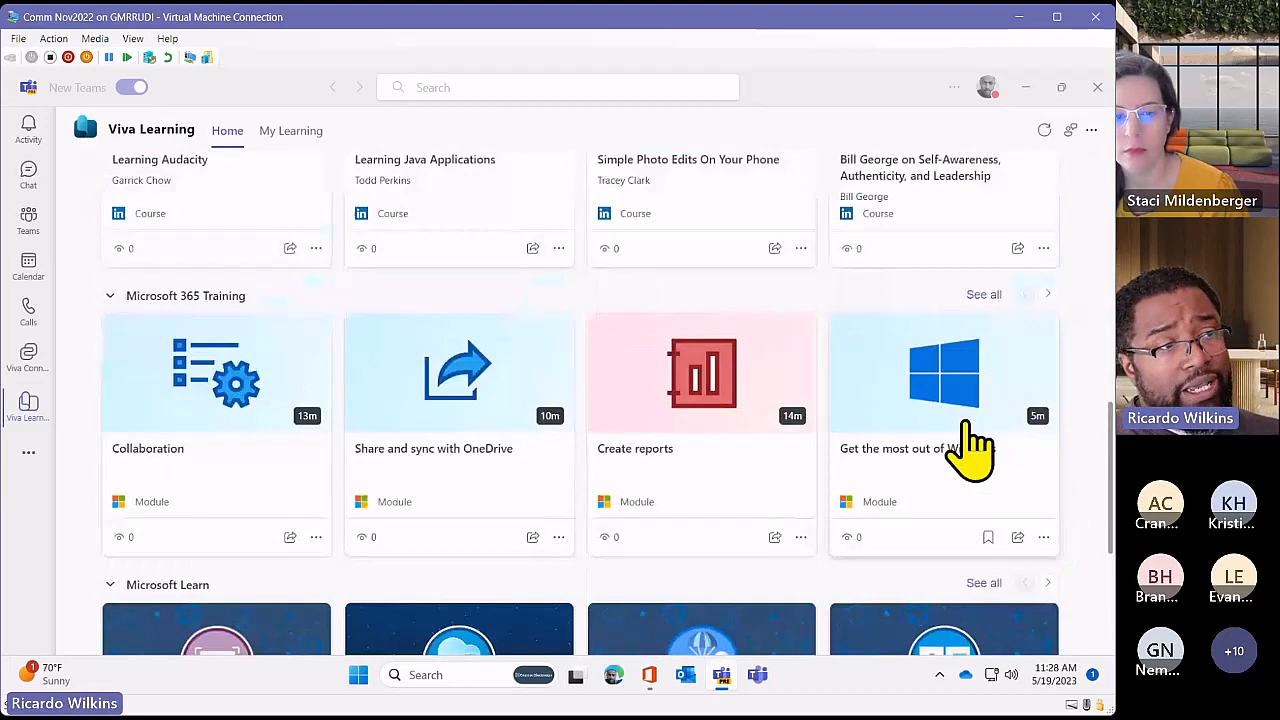 Comm Nov2022 on GMRRUDI - Virtual Machine Connection
File Action Media View Help
New Teams
Search
Activity
Chat
Teams
Calendar
Calls
Viva Conn...
Viva Learn...
Viva Learning
Home
My Learning
Learning Audacity
Garrick Chow
Course
0
Learning Java Applications
Todd Perkins
Course
0
Simple Photo Edits On Your Phone
Tracey Clark
Course
0
Bill George on Self-Awareness,
Authenticity, and Leadership
Bill George
Course
0
Microsoft 365 Training
See all
13m
Collaboration
Module
0
10m
Share and sync with OneDrive
Module
0
14m
Create reports
Module
0
5m
Get the most out of
Module
0
Microsoft Learn
See all
1
70°F
Sunny
Search
PRE
11:28 AM
5/19/2023
1
Ricardo Wilkins
Staci Mildenberger
Ricardo Wilkins
AC
Cran...
KH
Kristi...
BH
Bran...
LE
Evan...
GN
Nem...
+10